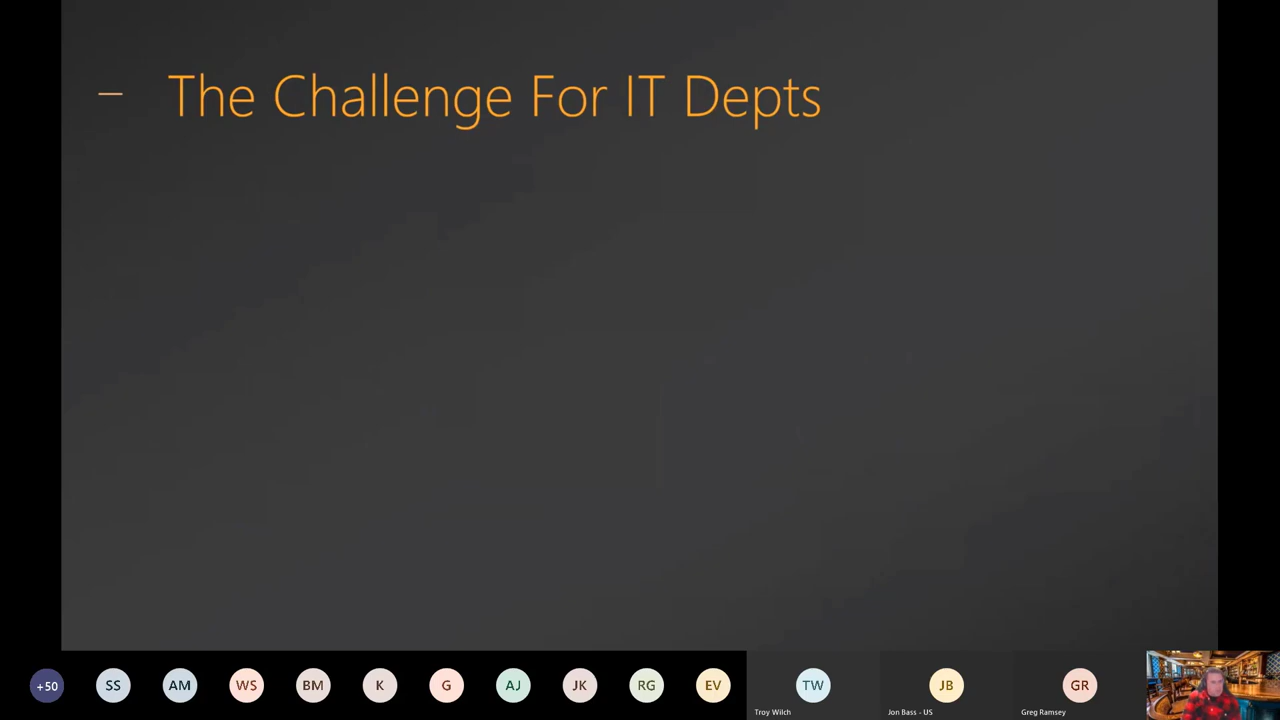 – The Challenge For IT Depts
+50
SS
AM
WS
BM
K
G
AJ
JK
RG
EV
TW
JB
GR
Troy Wilch
Jon Bass - US
Greg Ramsey